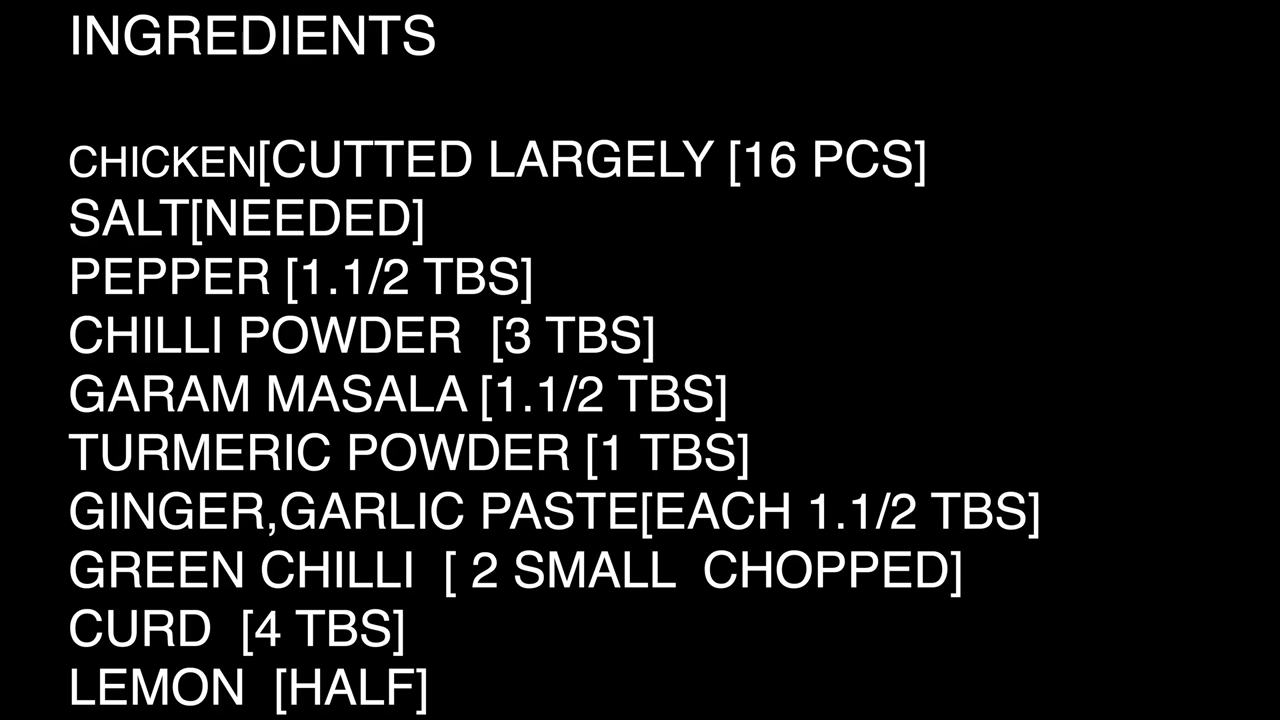 INGREDIENTS
CHICKEN[CUTTED LARGELY [16 PCS]
SALT[NEEDED]
PEPPER [1.1/2 TBS]
CHILLI POWDER  [3 TBS]
GARAM MASALA [1.1/2 TBS]
TURMERIC POWDER [1 TBS]
GINGER,GARLIC PASTE[EACH 1.1/2 TBS]
GREEN CHILLI  [ 2 SMALL  CHOPPED]
CURD  [4 TBS]
LEMON  [HALF]